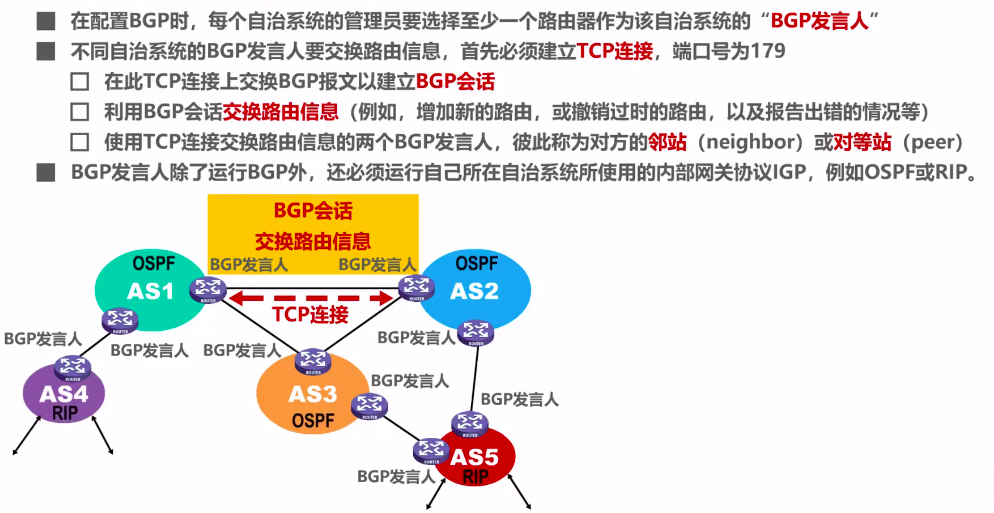 在配置BGP时，每个自治系统的管理员要选择至少一个路由器作为该自治系统的“BGP发言人”
不同自治系统的BGP发言人要交换路由信息，首先必须建立TCP连接，端口号为179
在此TCP连接上交换BGP报文以建立BGP会话
利用BGP会话交换路由信息（例如，增加新的路由，或撤销过时的路由，以及报告出错的情况等）
使用TCP连接交换路由信息的两个BGP发言人，彼此称为对方的邻站（neighbor）或对等站（peer）
BGP发言人除了运行BGP外，还必须运行自己所在自治系统所使用的内部网关协议IGP，例如OSPF或RIP。
BGP会话
交换路由信息
OSPF
BGP发言人
BGP发言人
OSPF
AS1
ROUTER
ROUTER
AS2
TCP连接
ROUTER
ROUTER
BGP发言人
BGP发言人
BGP发言人
BGP发言人
ROUTER
ROUTER
AS4
RIP
AS3
OSPF
BGP发言人
ROUTER
BGP发言人
ROUTER
ROUTER
AS5
RIP
BGP发言人